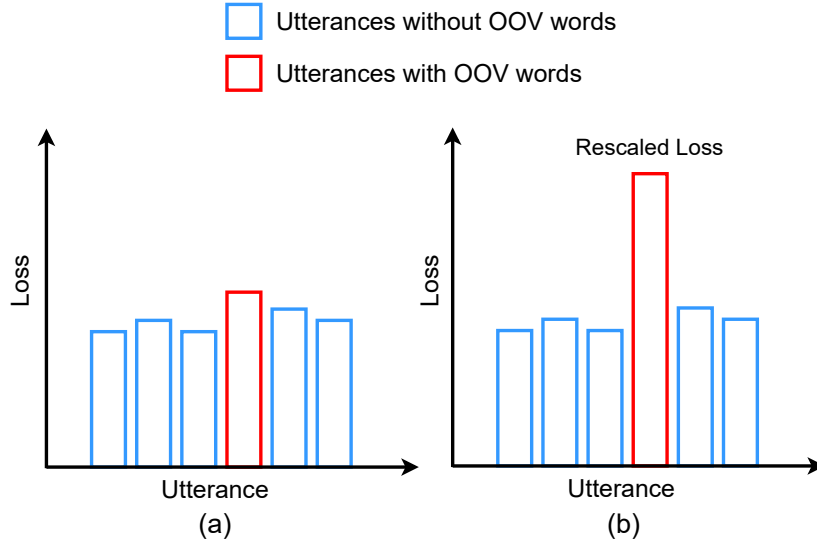 Utterances without OOV words
Utterances with OOV words
Loss
Utterance
(a)
Rescaled Loss
Loss
Utterance
(b)